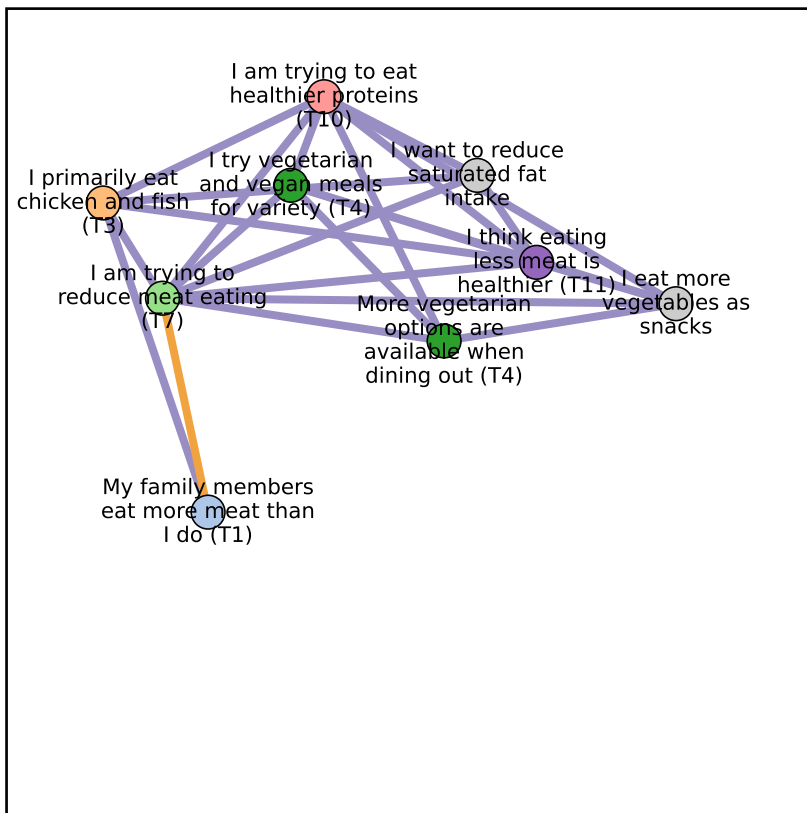 I am trying to eat
healthier proteins
(T10)
I want to reduce
saturated fat
intake
I try vegetarian
and vegan meals
for variety (T4)
I primarily eat
chicken and fish
(T3)
I think eating
less meat is
healthier (T11)
I am trying to
reduce meat eating
(T7)
I eat more
vegetables as
snacks
More vegetarian
options are
available when
dining out (T4)
My family members
eat more meat than
I do (T1)